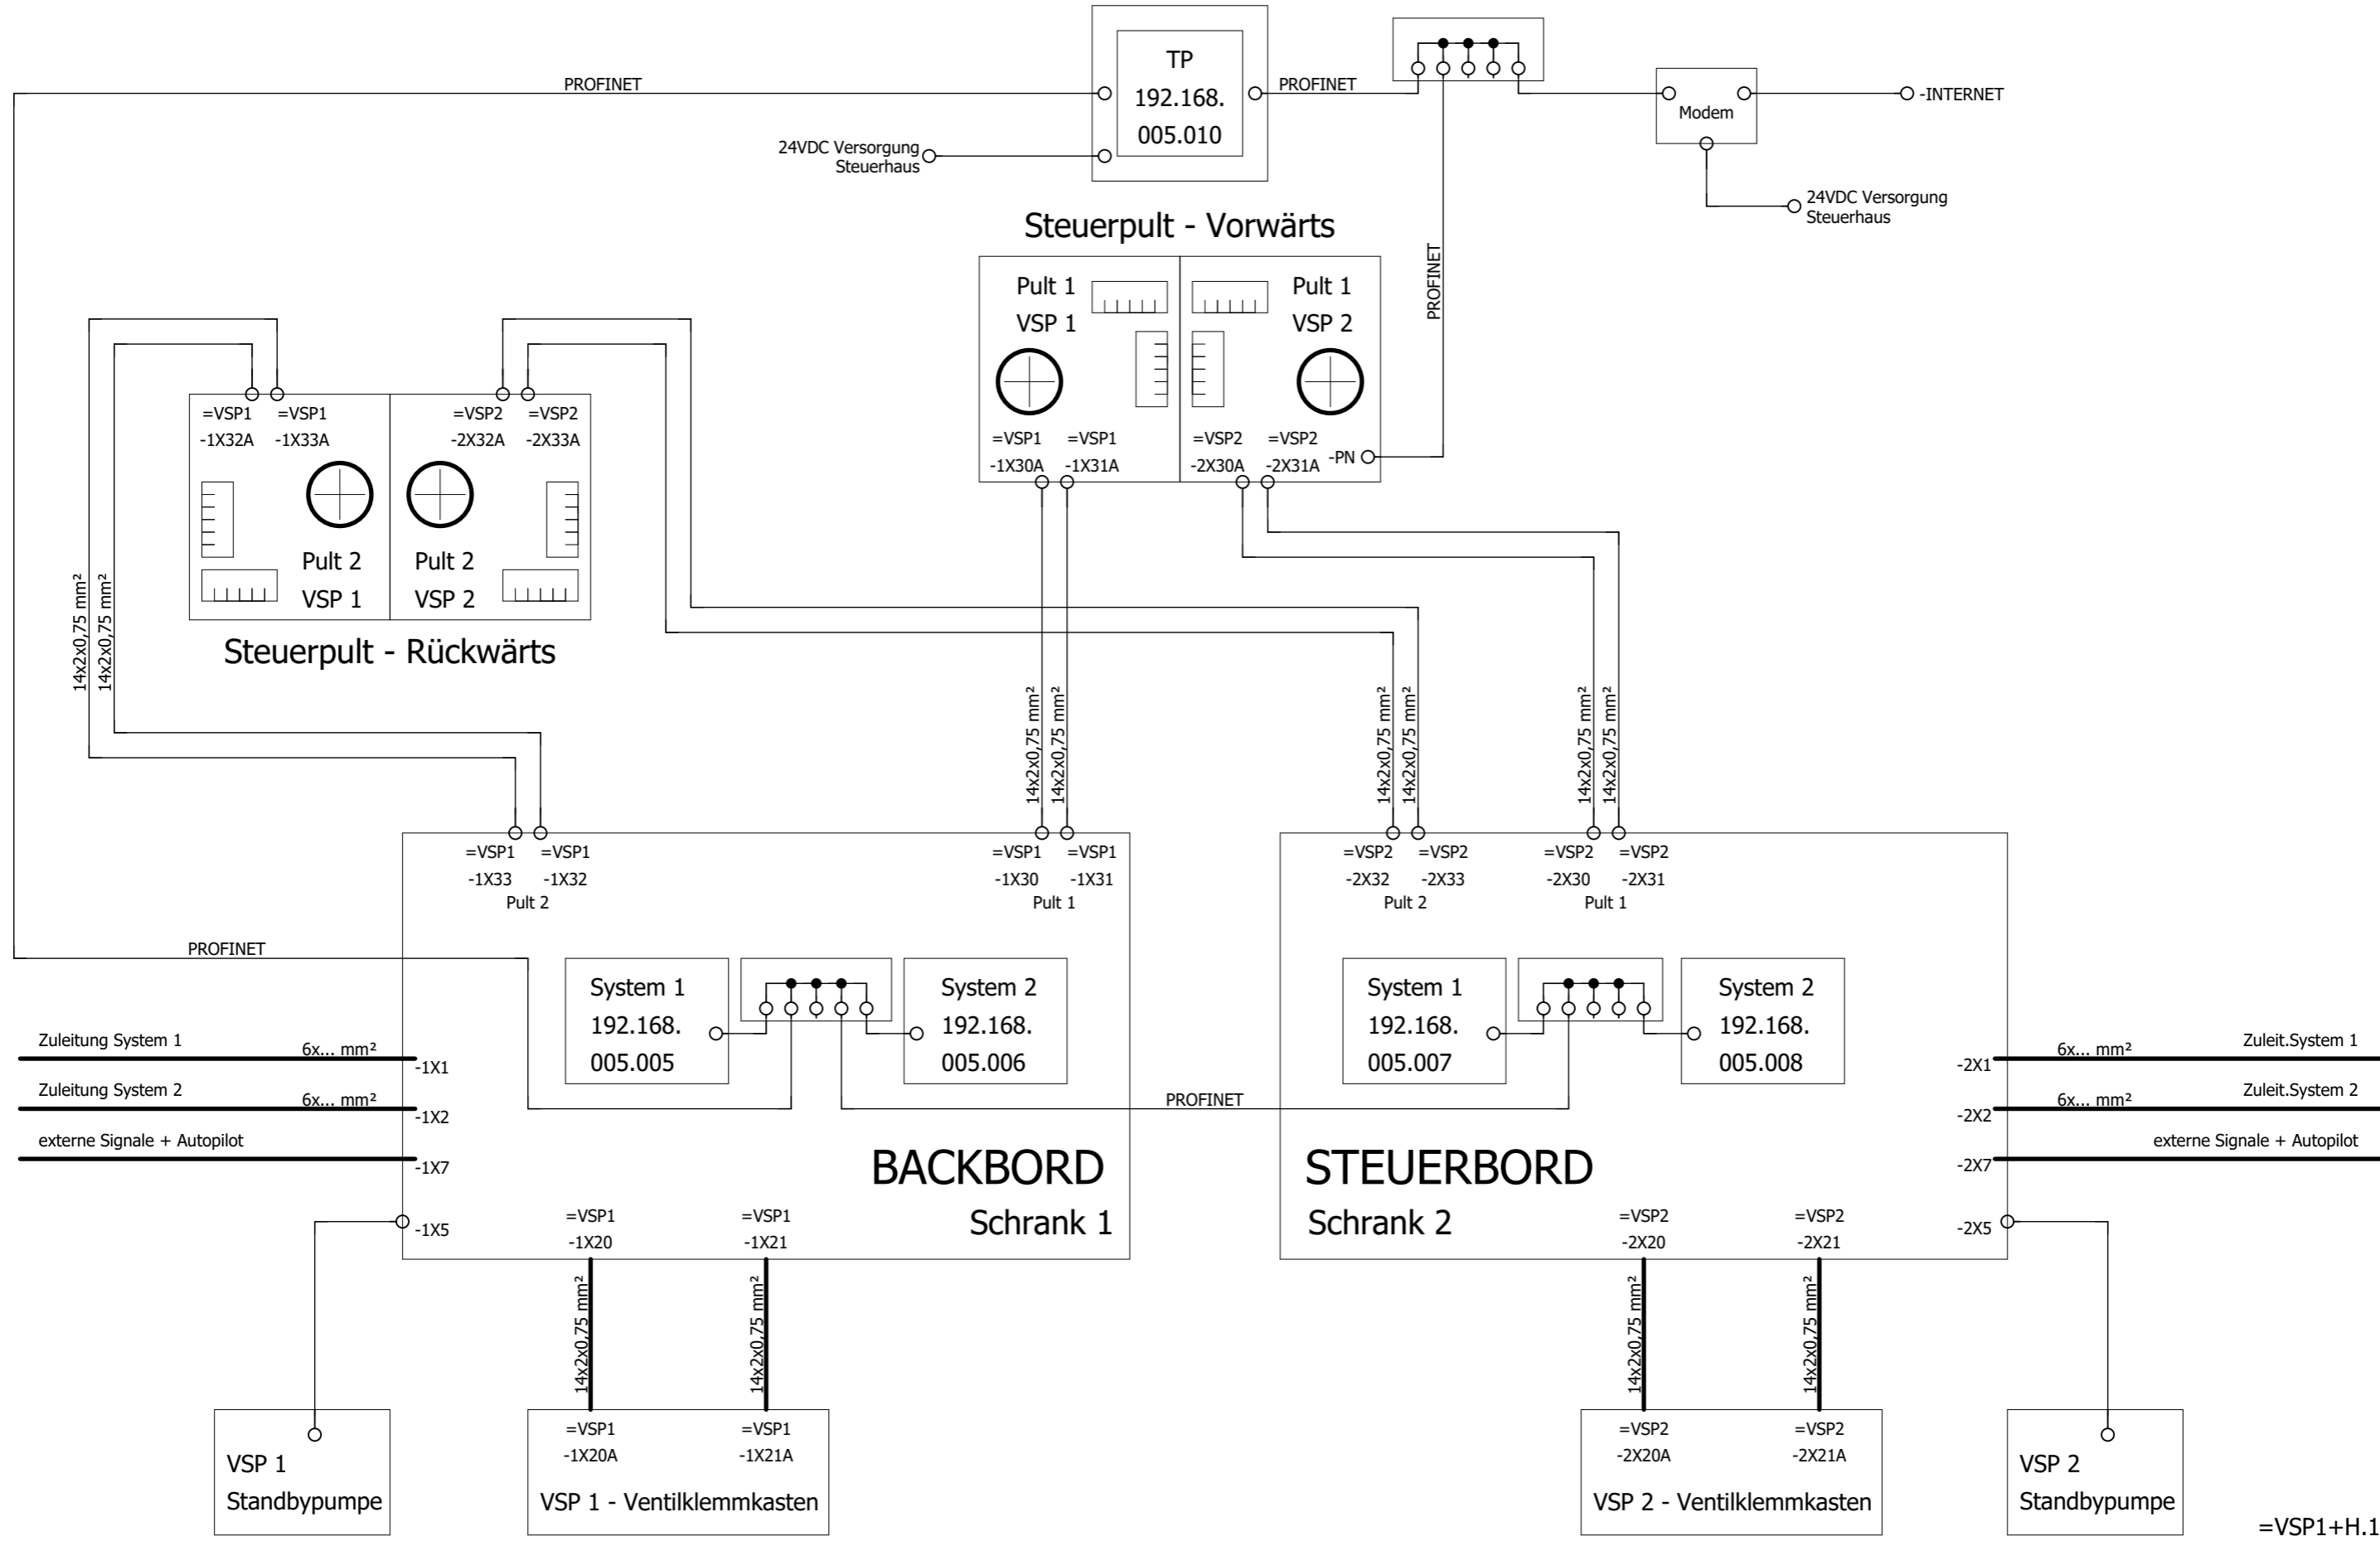 PROFINET
TP
192.168.
005.010
PROFINET
Modem
-INTERNET
24VDC Versorgung
Steuerhaus
24VDC Versorgung
Steuerhaus
Steuerpult - Vorwärts
PROFINET
Pult 1
VSP 1
Pult 1
VSP 2
=VSP1 =VSP1
-1X30A -1X31A
=VSP2 =VSP2
-2X30A -2X31A
-PN
=VSP1 =VSP1
-1X32A -1X33A
=VSP2 =VSP2
-2X32A -2X33A
Pult 2
VSP 1
Pult 2
VSP 2
Steuerpult - Rückwärts
14x2x0,75 mm²
14x2x0,75 mm²
14x2x0,75 mm²
14x2x0,75 mm²
14x2x0,75 mm²
14x2x0,75 mm²
14x2x0,75 mm²
14x2x0,75 mm²
=VSP1 =VSP1
-1X33 -1X32
Pult 2
=VSP1 =VSP1
-1X30 -1X31
Pult 1
=VSP2 =VSP2
-2X32 -2X33
Pult 2
=VSP2 =VSP2
-2X30 -2X31
Pult 1
PROFINET
System 1
192.168.
005.005
System 2
192.168.
005.006
System 1
192.168.
005.007
System 2
192.168.
005.008
Zuleitung System 1
6x... mm²
-1X1
Zuleitung System 2
6x... mm²
-1X2
externe Signale + Autopilot
-1X7
-1X5
PROFINET
Zuleit.System 1
6x... mm²
-2X1
Zuleit.System 2
6x... mm²
-2X2
externe Signale + Autopilot
-2X7
-2X5
BACKBORD
Schrank 1
STEUERBORD
Schrank 2
=VSP1
-1X20
=VSP1
-1X21
=VSP2
-2X20
=VSP2
-2X21
14x2x0,75 mm²
14x2x0,75 mm²
14x2x0,75 mm²
14x2x0,75 mm²
VSP 1
Standbypumpe
=VSP1
-1X20A
=VSP1
-1X21A
VSP 1 - Ventilklemmkasten
=VSP2
-2X20A
=VSP2
-2X21A
VSP 2 - Ventilklemmkasten
VSP 2
Standbypumpe
=VSP1+H.1